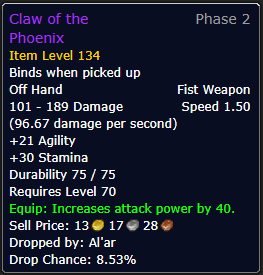 Claw of the Phase 2
Phoenix
Item Level 134
Binds when picked up
Off Hand Fist Weapon
101 - 189 Damage Speed 1.50
(96.67 damage per second)
+21 Agility
+30 Stamina
Durability 75 / 75
Requires Level 70
Equip: Increases attack power by 40.
Sell Price: 13 17 28
Dropped by: Al'ar
Drop Chance: 8.53%